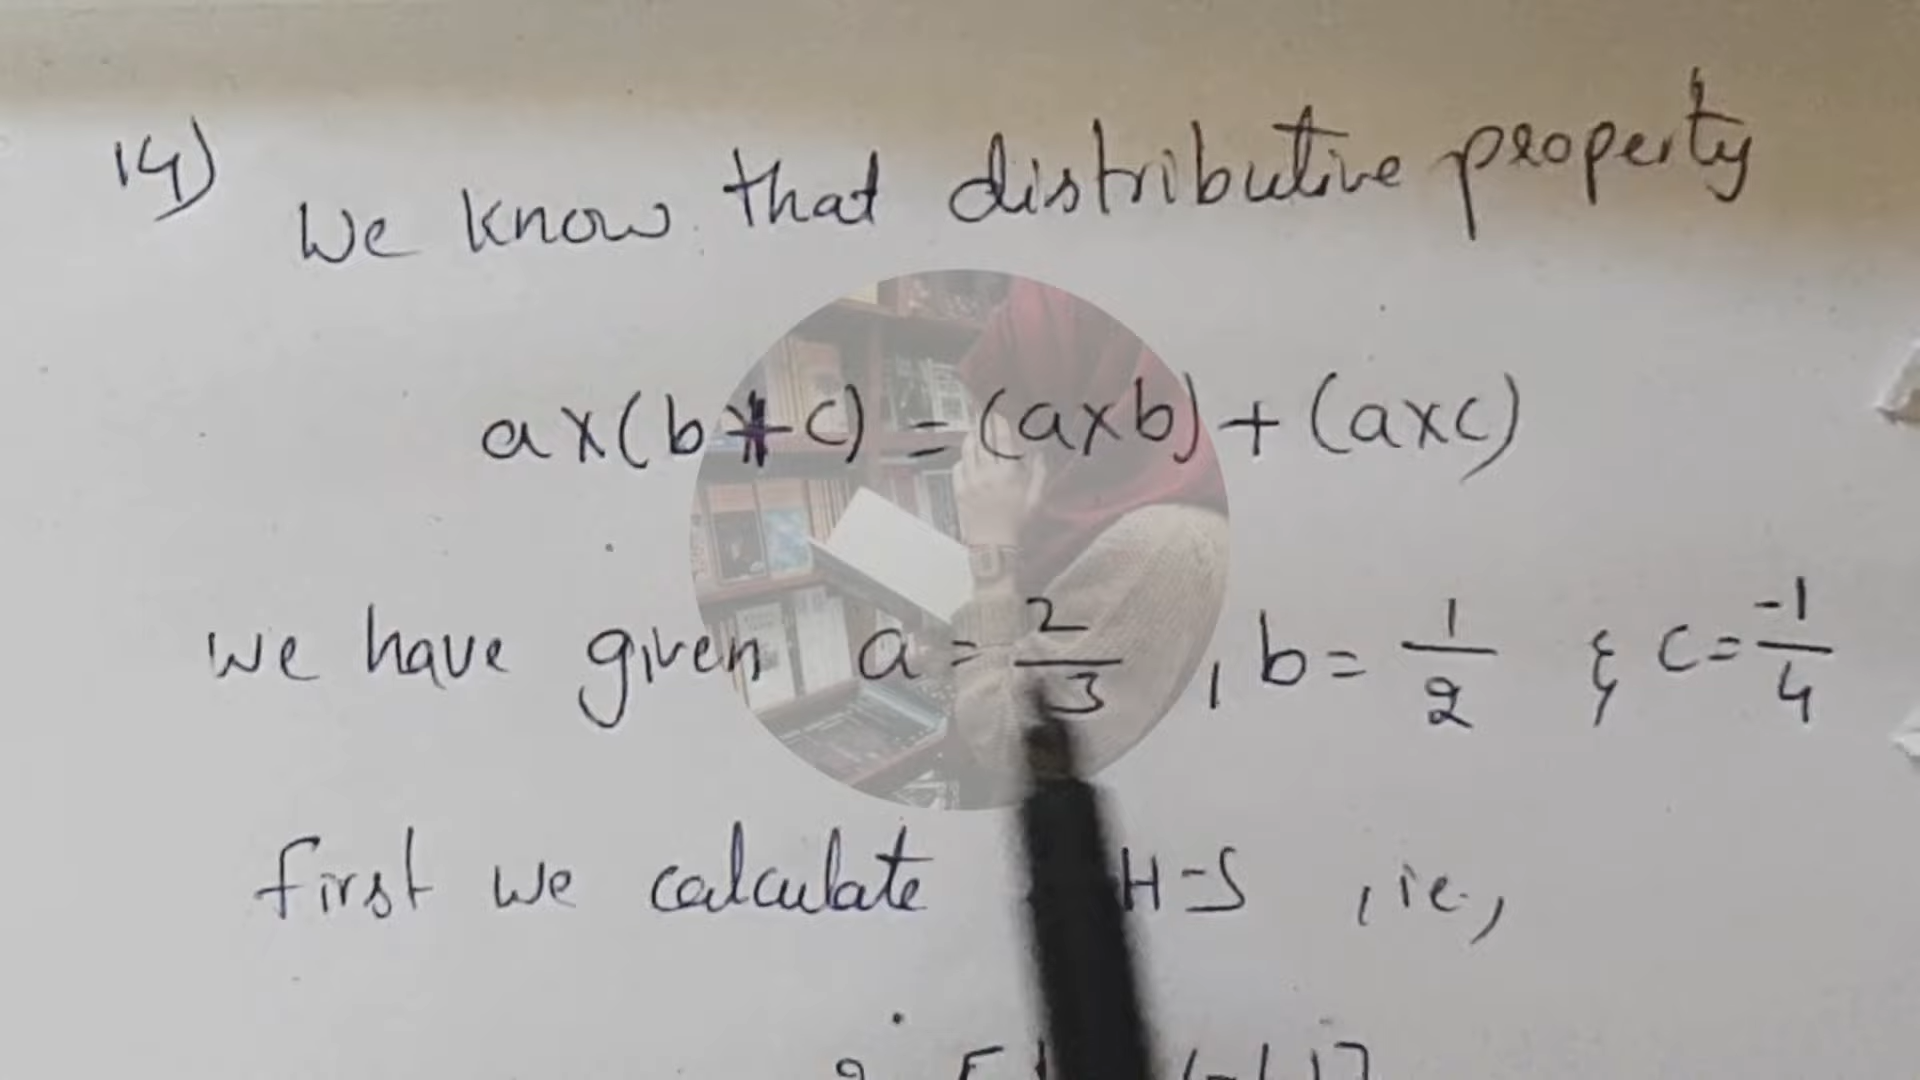 14)
We know that distributive property
a×(b+c) = (a×b)+(a×c)
we have given a = 2/3 , b = 1/2 & c = -1/4
first we calculate H-S , ie.,